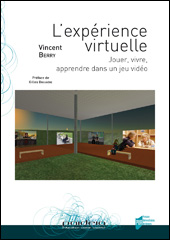 L'expérience
virtuelle
Vincent
BERRY
Jouer, vivre,
apprendre dans un jeu vidéo
Préface de
Gilles Brougère